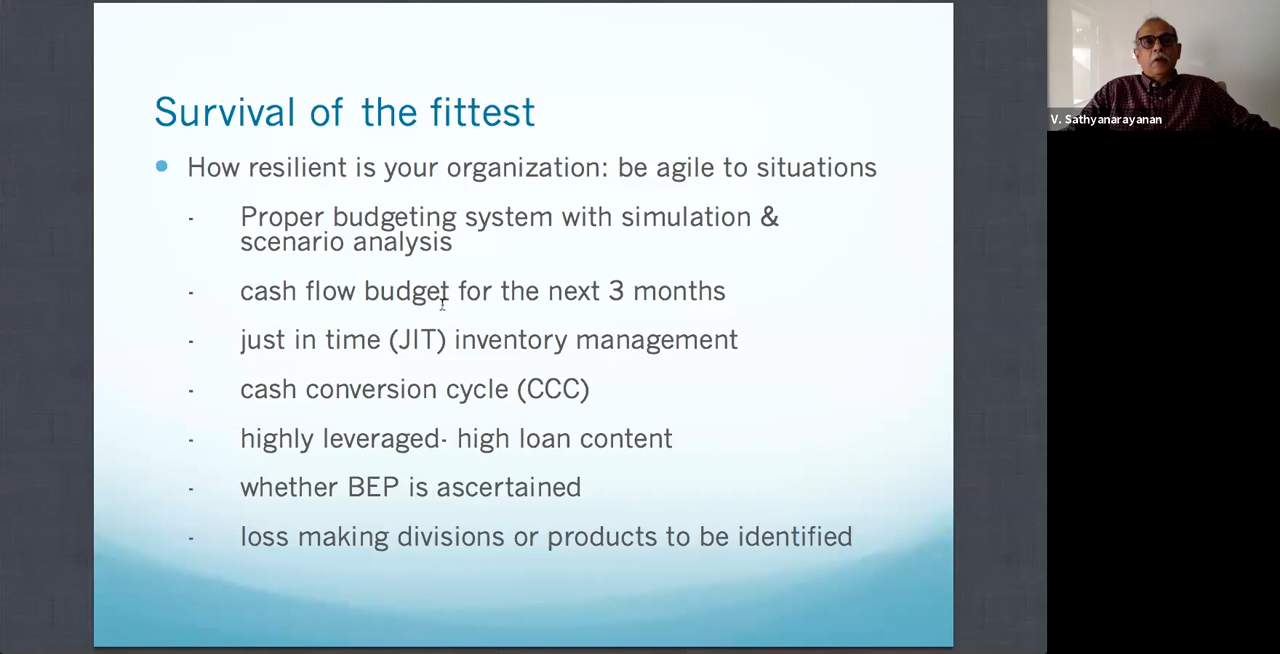 Survival of the fittest
• How resilient is your organization: be agile to situations
- Proper budgeting system with simulation &
scenario analysis
- cash flow budget for the next 3 months
- just in time (JIT) inventory management
- cash conversion cycle (CCC)
- highly leveraged- high loan content
- whether BEP is ascertained
- loss making divisions or products to be identified
V. Sathyanarayanan